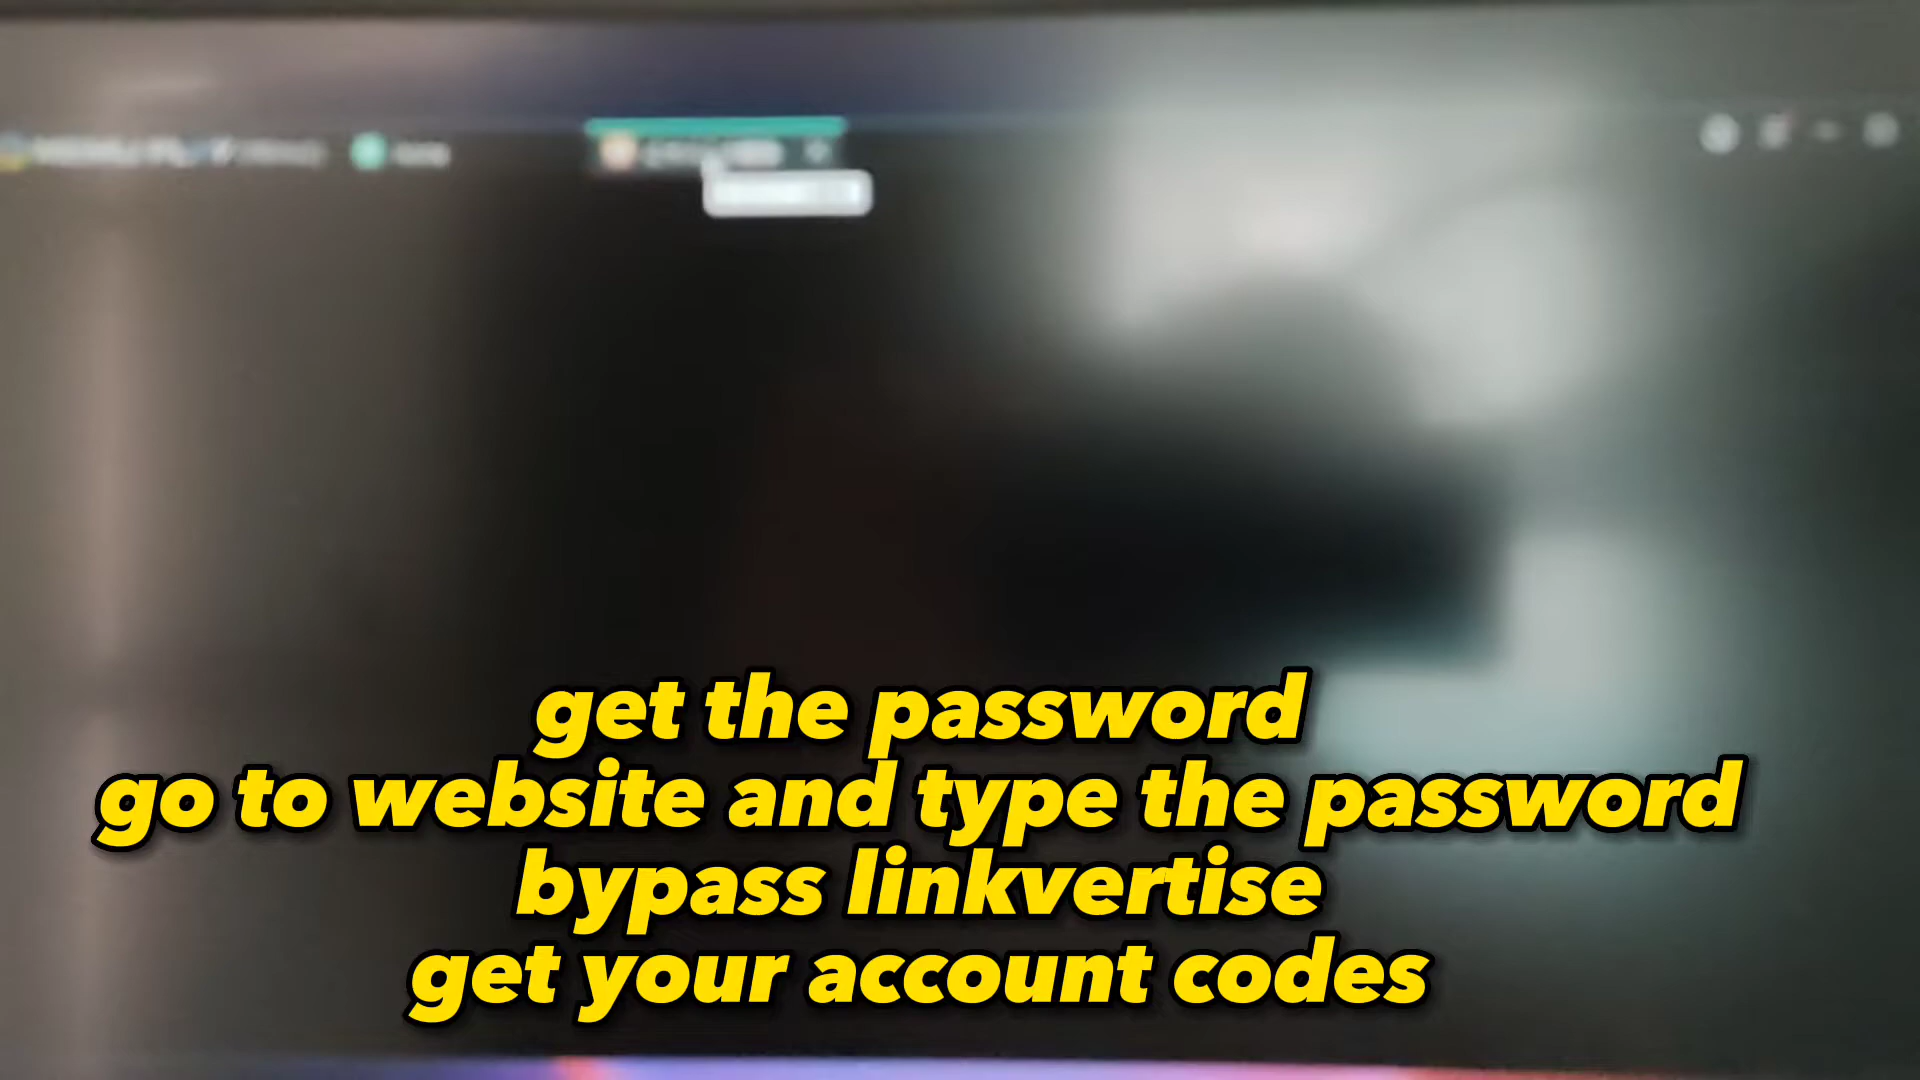 get the password
go to website and type the password
bypass linkvertise
get your account codes